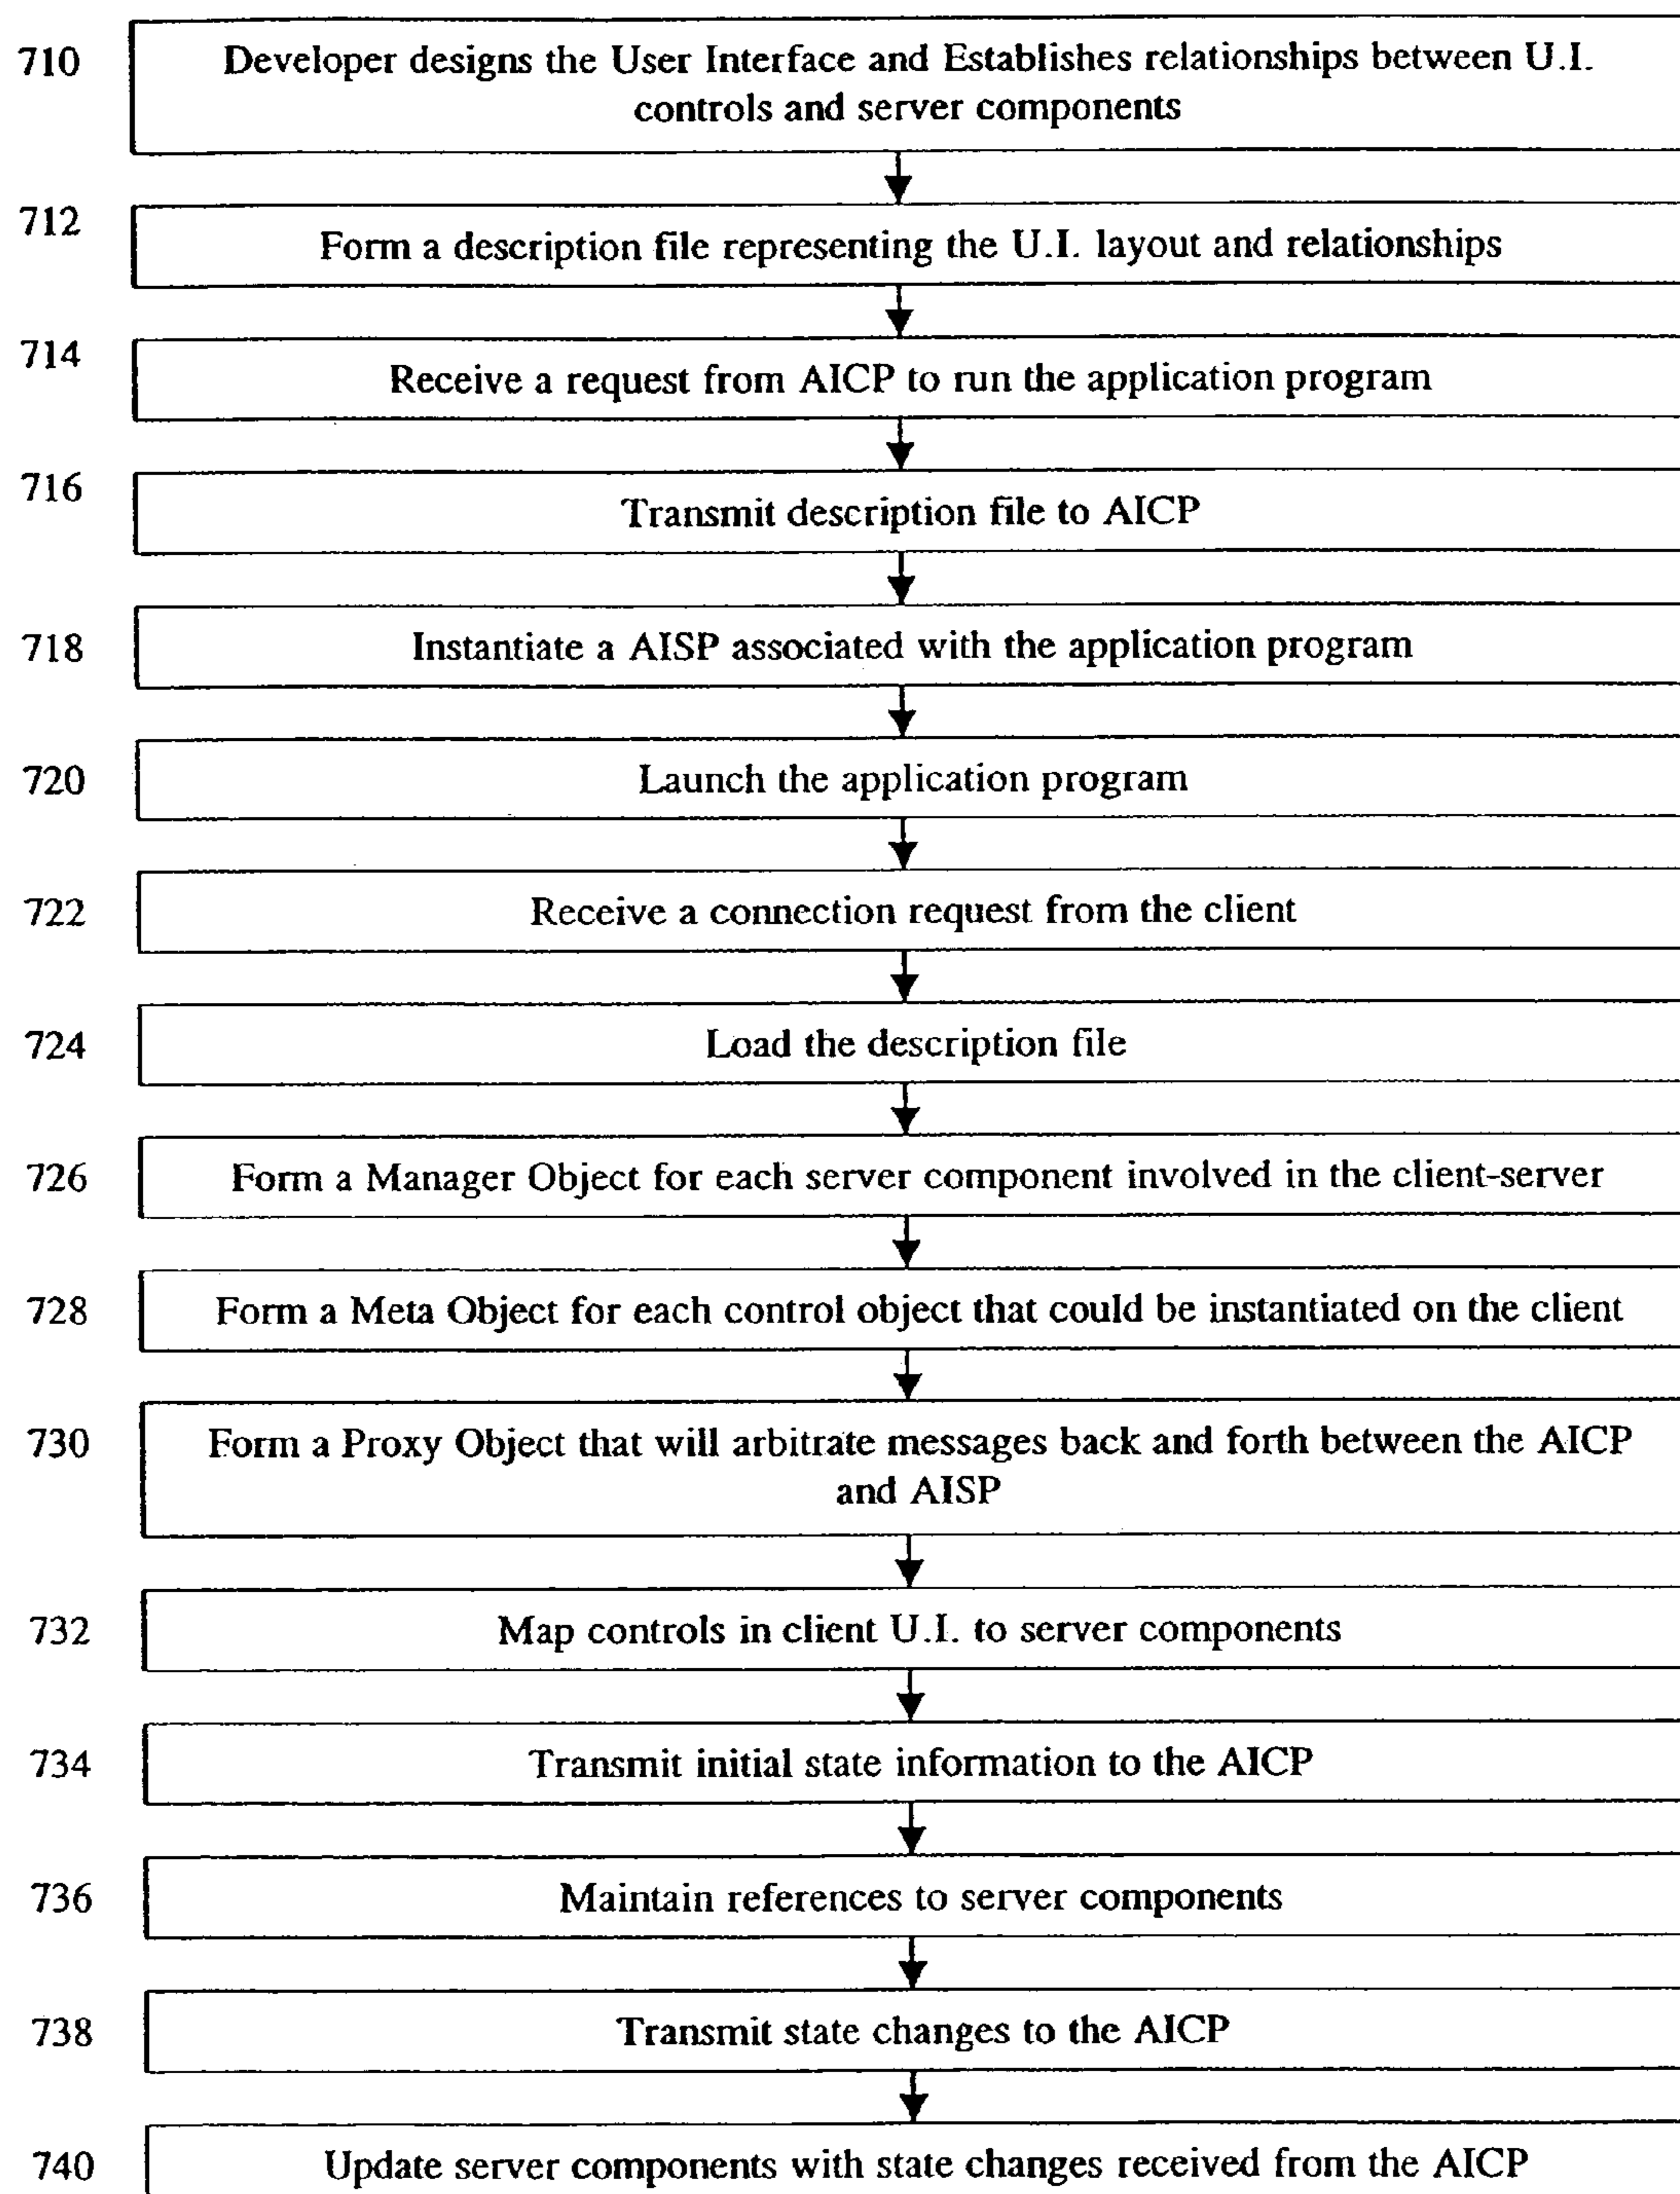 710
Developer designs the User Interface and Establishes relationships between U.I.
controls and server components
712
Form a description file representing the U.I. layout and relationships
714
Receive a request from AICP to run the application program
716
Transmit description file to AICP
718
Instantiate a AISP associated with the application program
720
Launch the application program
722
Receive a connection request from the client
724
Load the description file
726
Form a Manager Object for each server component involved in the client-server
728
Form a Meta Object for each control object that could be instantiated on the client
730
Form a Proxy Object that will arbitrate messages back and forth between the AICP
and AISP
732
Map controls in client U.I. to server components
734
Transmit initial state information to the AICP
736
Maintain references to server components
738
Transmit state changes to the AICP
740
Update server components with state changes received from the AICP